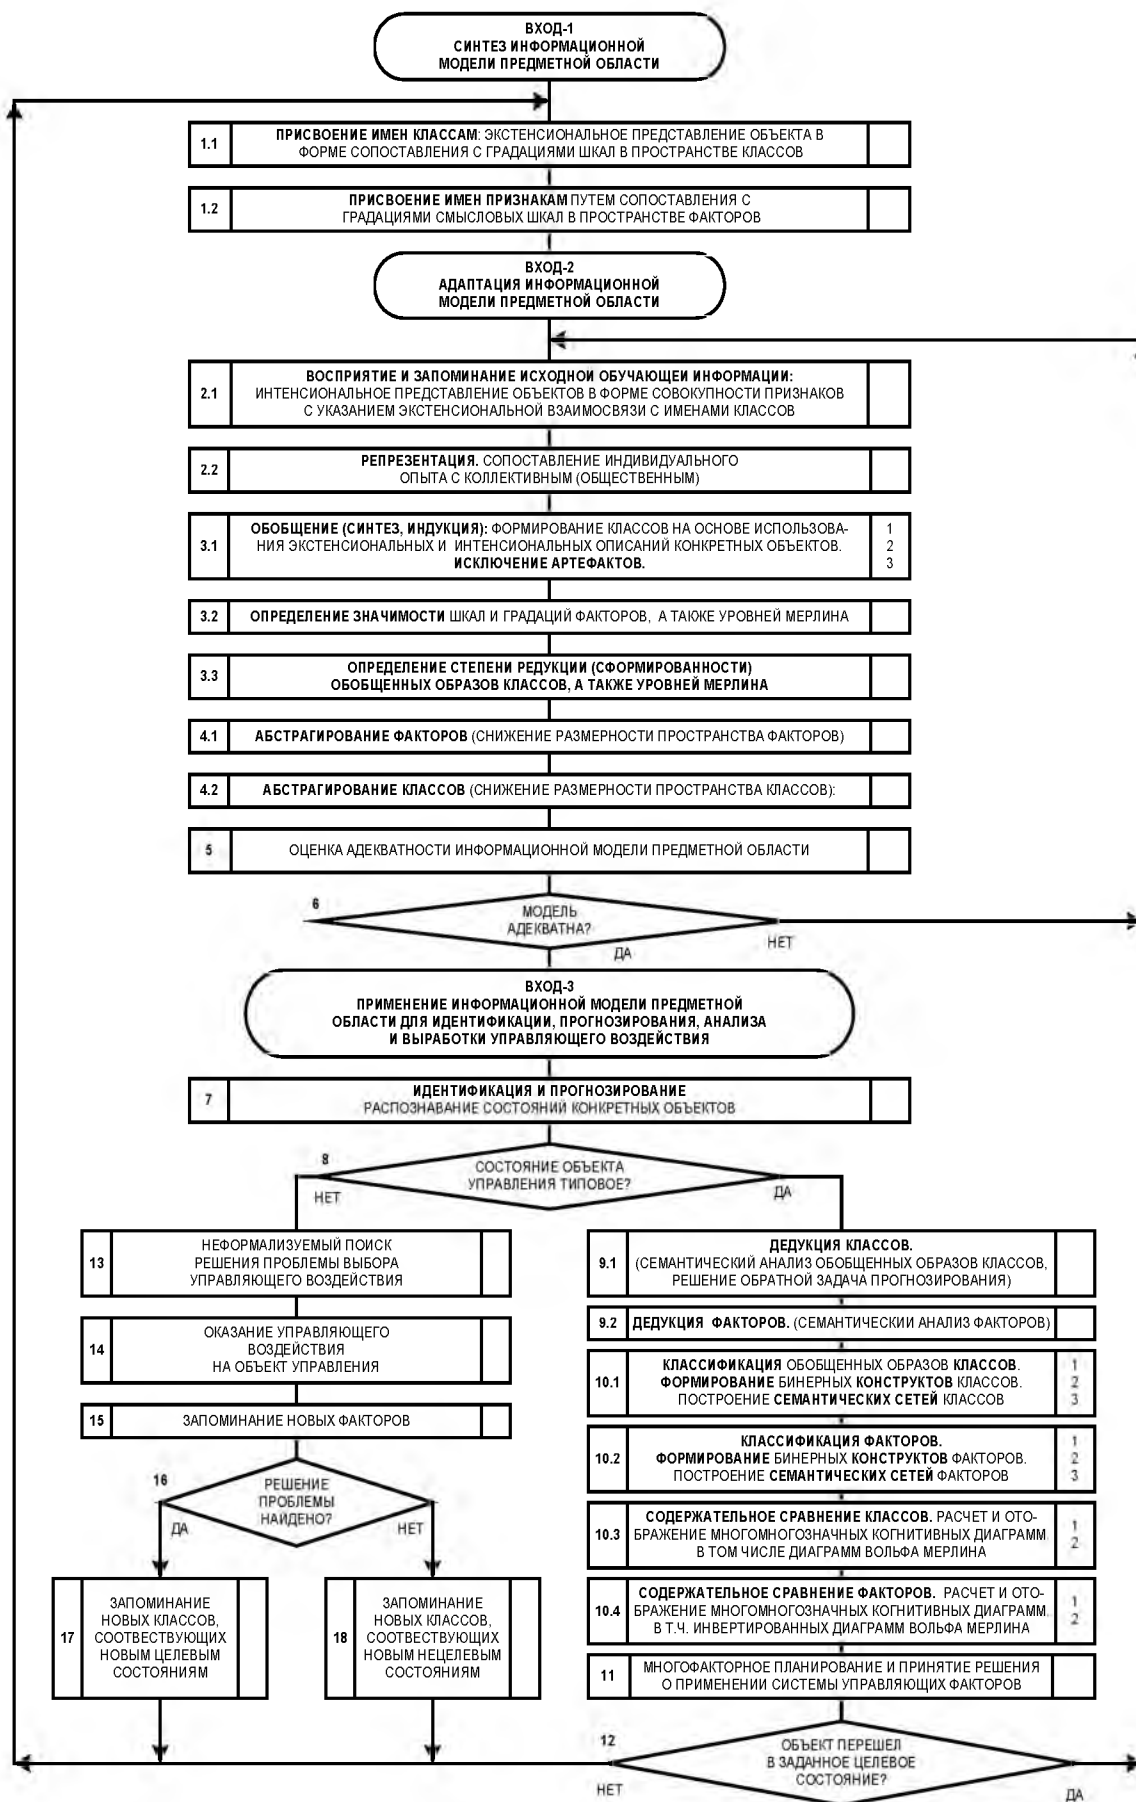 ВХОД-1
СИНТЕЗ ИНФОРМАЦИОННОЙ
МОДЕЛИ ПРЕДМЕТНОЙ ОБЛАСТИ
1.1
ПРИСВОЕНИЕ ИМЕН КЛАССАМ: ЭКСТЕНСИОНАЛЬНОЕ ПРЕДСТАВЛЕНИЕ ОБЪЕКТА В
ФОРМЕ СОПОСТАВЛЕНИЯ С ГРАДАЦИЯМИ ШКАЛ В ПРОСТРАНСТВЕ КЛАССОВ
1.2
ПРИСВОЕНИЕ ИМЕН ПРИЗНАКАМ ПУТЕМ СОПОСТАВЛЕНИЯ С
ГРАДАЦИЯМИ СМЫСЛОВЫХ ШКАЛ В ПРОСТРАНСТВЕ ФАКТОРОВ
ВХОД-2
АДАПТАЦИЯ ИНФОРМАЦИОННОЙ
МОДЕЛИ ПРЕДМЕТНОЙ ОБЛАСТИ
2.1
ВОСПРИЯТИЕ И ЗАПОМИНАНИЕ ИСХОДНОЙ ОБУЧАЮЩЕЙ ИНФОРМАЦИИ:
ИНТЕНСИОНАЛЬНОЕ ПРЕДСТАВЛЕНИЕ ОБЪЕКТОВ В ФОРМЕ СОВОКУПНОСТИ ПРИЗНАКОВ
С УКАЗАНИЕМ ЭКСТЕНСИОНАЛЬНОЙ ВЗАИМОСВЯЗИ С ИМЕНАМИ КЛАССОВ
2.2
РЕПРЕЗЕНТАЦИЯ. СОПОСТАВЛЕНИЕ ИНДИВИДУАЛЬНОГО
ОПЫТА С КОЛЛЕКТИВНЫМ (ОБЩЕСТВЕННЫМ)
3.1
ОБОБЩЕНИЕ (СИНТЕЗ, ИНДУКЦИЯ): ФОРМИРОВАНИЕ КЛАССОВ НА ОСНОВЕ ИСПОЛЬЗОВА-
НИЯ ЭКСТЕНСИОНАЛЬНЫХ И ИНТЕНСИОНАЛЬНЫХ ОПИСАНИЙ КОНКРЕТНЫХ ОБЪЕКТОВ.
ИСКЛЮЧЕНИЕ АРТЕФАКТОВ.
1
2
3
3.2
ОПРЕДЕЛЕНИЕ ЗНАЧИМОСТИ ШКАЛ И ГРАДАЦИЙ ФАКТОРОВ, А ТАКЖЕ УРОВНЕЙ МЕРЛИНА
3.3
ОПРЕДЕЛЕНИЕ СТЕПЕНИ РЕДУКЦИИ (СФОРМИРОВАННОСТИ)
ОБОБЩЕННЫХ ОБРАЗОВ КЛАССОВ, А ТАКЖЕ УРОВНЕЙ МЕРЛИНА
4.1
АБСТРАГИРОВАНИЕ ФАКТОРОВ (СНИЖЕНИЕ РАЗМЕРНОСТИ ПРОСТРАНСТВА ФАКТОРОВ)
4.2
АБСТРАГИРОВАНИЕ КЛАССОВ (СНИЖЕНИЕ РАЗМЕРНОСТИ ПРОСТРАНСТВА КЛАССОВ):
5
ОЦЕНКА АДЕКВАТНОСТИ ИНФОРМАЦИОННОЙ МОДЕЛИ ПРЕДМЕТНОЙ ОБЛАСТИ
6
МОДЕЛЬ
АДЕКВАТНА?
ДА
НЕТ
ВХОД-3
ПРИМЕНЕНИЕ ИНФОРМАЦИОННОЙ МОДЕЛИ ПРЕДМЕТНОЙ
ОБЛАСТИ ДЛЯ ИДЕНТИФИКАЦИИ, ПРОГНОЗИРОВАНИЯ, АНАЛИЗА
И ВЫРАБОТКИ УПРАВЛЯЮЩЕГО ВОЗДЕЙСТВИЯ
7
ИДЕНТИФИКАЦИЯ И ПРОГНОЗИРОВАНИЕ
РАСПОЗНАВАНИЕ СОСТОЯНИЙ КОНКРЕТНЫХ ОБЪЕКТОВ
8
СОСТОЯНИЕ ОБЪЕКТА
УПРАВЛЕНИЯ ТИПОВОЕ?
НЕТ
ДА
13
НЕФОРМАЛИЗУЕМЫЙ ПОИСК
РЕШЕНИЯ ПРОБЛЕМЫ ВЫБОРА
УПРАВЛЯЮЩЕГО ВОЗДЕЙСТВИЯ
14
ОКАЗАНИЕ УПРАВЛЯЮЩЕГО
ВОЗДЕЙСТВИЯ
НА ОБЪЕКТ УПРАВЛЕНИЯ
15
ЗАПОМИНАНИЕ НОВЫХ ФАКТОРОВ
16
РЕШЕНИЕ
ПРОБЛЕМЫ
НАЙДЕНО?
ДА
НЕТ
17
ЗАПОМИНАНИЕ
НОВЫХ КЛАССОВ,
СООТВЕСТВУЮЩИХ
НОВЫМ ЦЕЛЕВЫМ
СОСТОЯНИЯМ
18
ЗАПОМИНАНИЕ
НОВЫХ КЛАССОВ,
СООТВЕСТВУЮЩИХ
НОВЫМ НЕЦЕЛЕВЫМ
СОСТОЯНИЯМ
9.1
ДЕДУКЦИЯ КЛАССОВ.
(СЕМАНТИЧЕСКИЙ АНАЛИЗ ОБОБЩЕННЫХ ОБРАЗОВ КЛАССОВ,
РЕШЕНИЕ ОБРАТНОЙ ЗАДАЧА ПРОГНОЗИРОВАНИЯ)
9.2
ДЕДУКЦИЯ ФАКТОРОВ. (СЕМАНТИЧЕСКИЙ АНАЛИЗ ФАКТОРОВ)
10.1
КЛАССИФИКАЦИЯ ОБОБЩЕННЫХ ОБРАЗОВ КЛАССОВ.
ФОРМИРОВАНИЕ БИНЕРНЫХ КОНСТРУКТОВ КЛАССОВ.
ПОСТРОЕНИЕ СЕМАНТИЧЕСКИХ СЕТЕЙ КЛАССОВ
1
2
3
10.2
КЛАССИФИКАЦИЯ ФАКТОРОВ.
ФОРМИРОВАНИЕ БИНЕРНЫХ КОНСТРУКТОВ ФАКТОРОВ.
ПОСТРОЕНИЕ СЕМАНТИЧЕСКИХ СЕТЕЙ ФАКТОРОВ
1
2
3
10.3
СОДЕРЖАТЕЛЬНОЕ СРАВНЕНИЕ КЛАССОВ. РАСЧЕТ И ОТО-
БРАЖЕНИЕ МНОГОМНОГОЗНАЧНЫХ КОГНИТИВНЫХ ДИАГРАММ,
В ТОМ ЧИСЛЕ ДИАГРАММ ВОЛЬФА МЕРЛИНА
1
2
10.4
СОДЕРЖАТЕЛЬНОЕ СРАВНЕНИЕ ФАКТОРОВ. РАСЧЕТ И ОТО-
БРАЖЕНИЕ МНОГОМНОГОЗНАЧНЫХ КОГНИТИВНЫХ ДИАГРАММ,
В Т.Ч. ИНВЕРТИРОВАННЫХ ДИАГРАММ ВОЛЬФА МЕРЛИНА
1
2
11
МНОГОФАКТОРНОЕ ПЛАНИРОВАНИЕ И ПРИНЯТИЕ РЕШЕНИЯ
О ПРИМЕНЕНИИ СИСТЕМЫ УПРАВЛЯЮЩИХ ФАКТОРОВ
12
ОБЪЕКТ ПЕРЕШЕЛ
В ЗАДАННОЕ ЦЕЛЕВОЕ
СОСТОЯНИЕ?
НЕТ
ДА